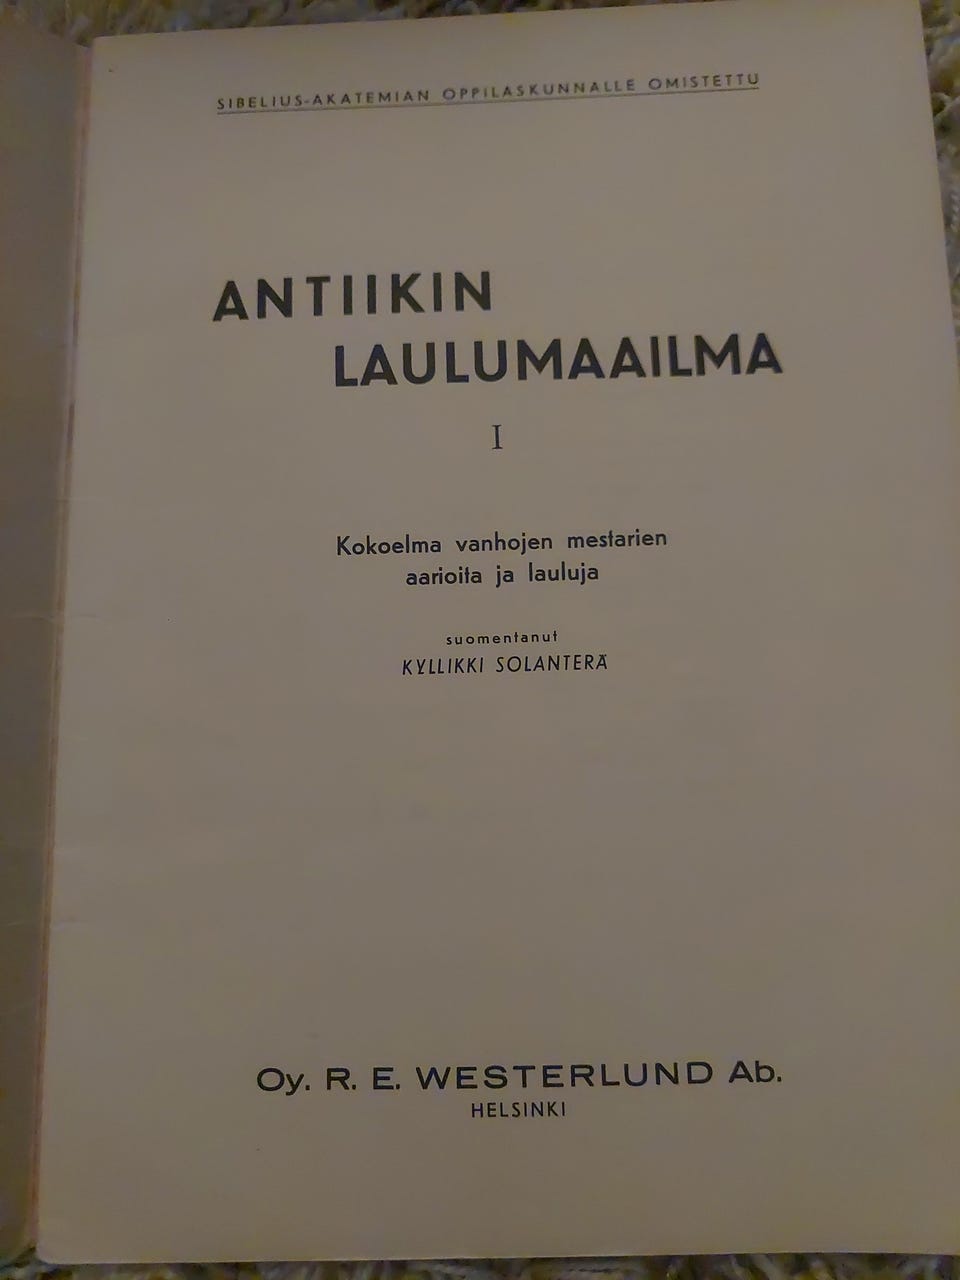 SIBELIUS-AKATEMIAN OPPILASKUNNALLE OMISTETTU
ANTIIKIN
LAULUMAAILMA
I
Kokoelma vanhojen mestarien
aarioita ja lauluja
suomentanut
KYLLIKKI SOLANTERÄ
Oy. R. E. WESTERLUND Ab.
HELSINKI